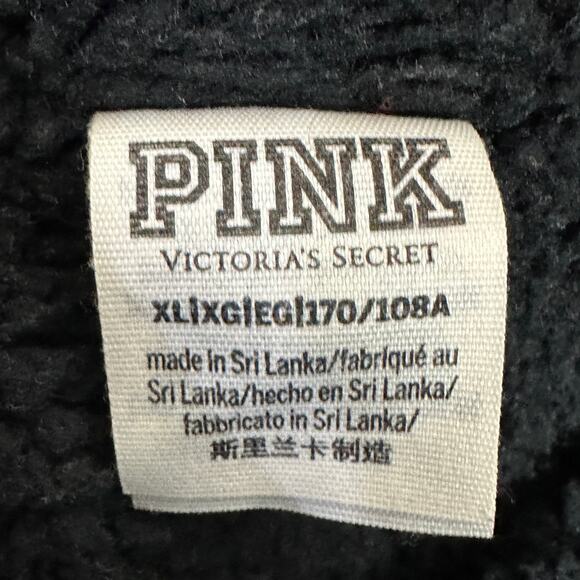 PINK
VICTORIA'S SECRET
XL|XG|EG|170/108A
made in Sri Lanka/fabriqué au
Sri Lanka/hecho en Sri Lanka/
fabbricato in Sri Lanka/
斯里兰卡制造